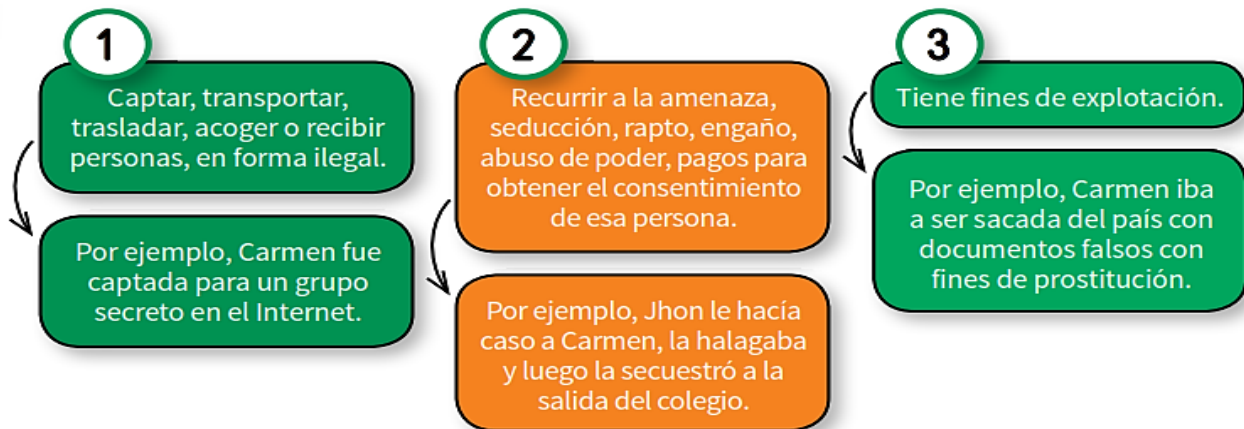 1
Captar, transportar,
trasladar, acoger o recibir
personas, en forma ilegal.
Por ejemplo, Carmen fue
captada para un grupo
secreto en el Internet.
2
Recurrir a la amenaza,
seducción, rapto, engaño,
abuso de poder, pagos para
obtener el consentimiento
de esa persona.
Por ejemplo, Jhon le hacía
caso a Carmen, la halagaba
y luego la secuestró a la
salida del colegio.
3
Tiene fines de explotación.
Por ejemplo, Carmen iba
a ser sacada del país con
documentos falsos con
fines de prostitución.